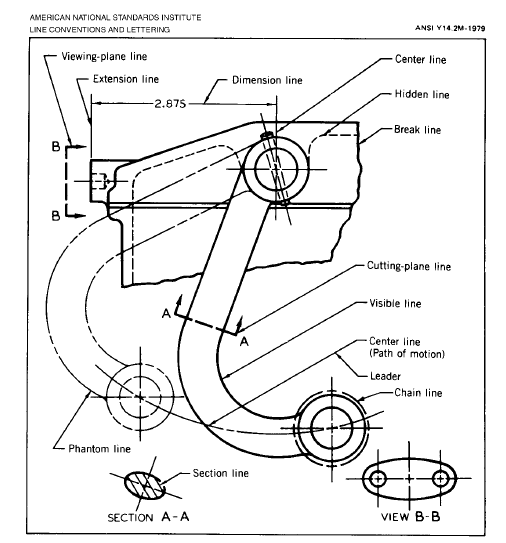 AMERICAN NATIONAL STANDARDS INSTITUTE
LINE CONVENTIONS AND LETTERING
ANSI Y14.2M-1979
Viewing-plane line
Extension line
Dimension line
Center line
2.875
Hidden line
Break line
B
B
Cutting-plane line
A
A
Visible line
Center line
(Path of motion)
Leader
Chain line
Phantom line
Section line
SECTION A-A
VIEW B-B